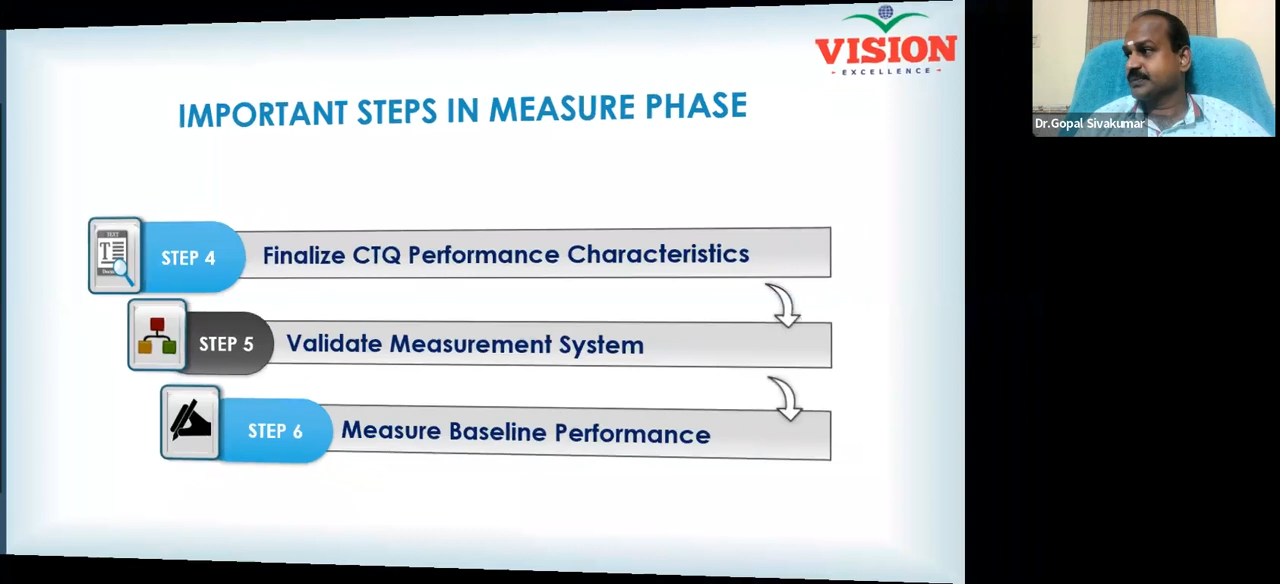 VISION
EXCELLENCE
IMPORTANT STEPS IN MEASURE PHASE
TEXT
T
STEP 4
Finalize CTQ Performance Characteristics
STEP 5
Validate Measurement System
STEP 6
Measure Baseline Performance
Dr.Gopal Sivakumar